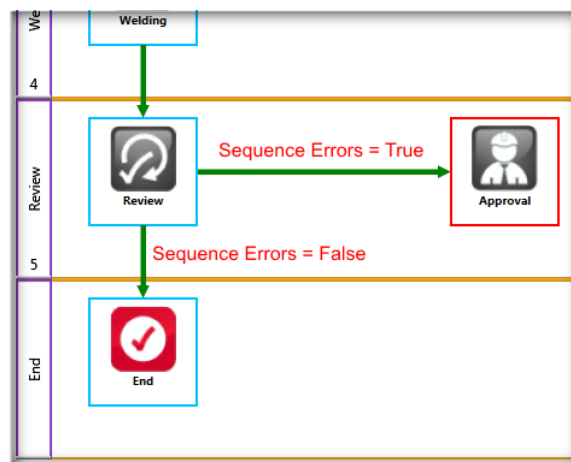 We
Welding
4
Sequence Errors = True
Review
Review
Approval
5
Sequence Errors = False
End
End